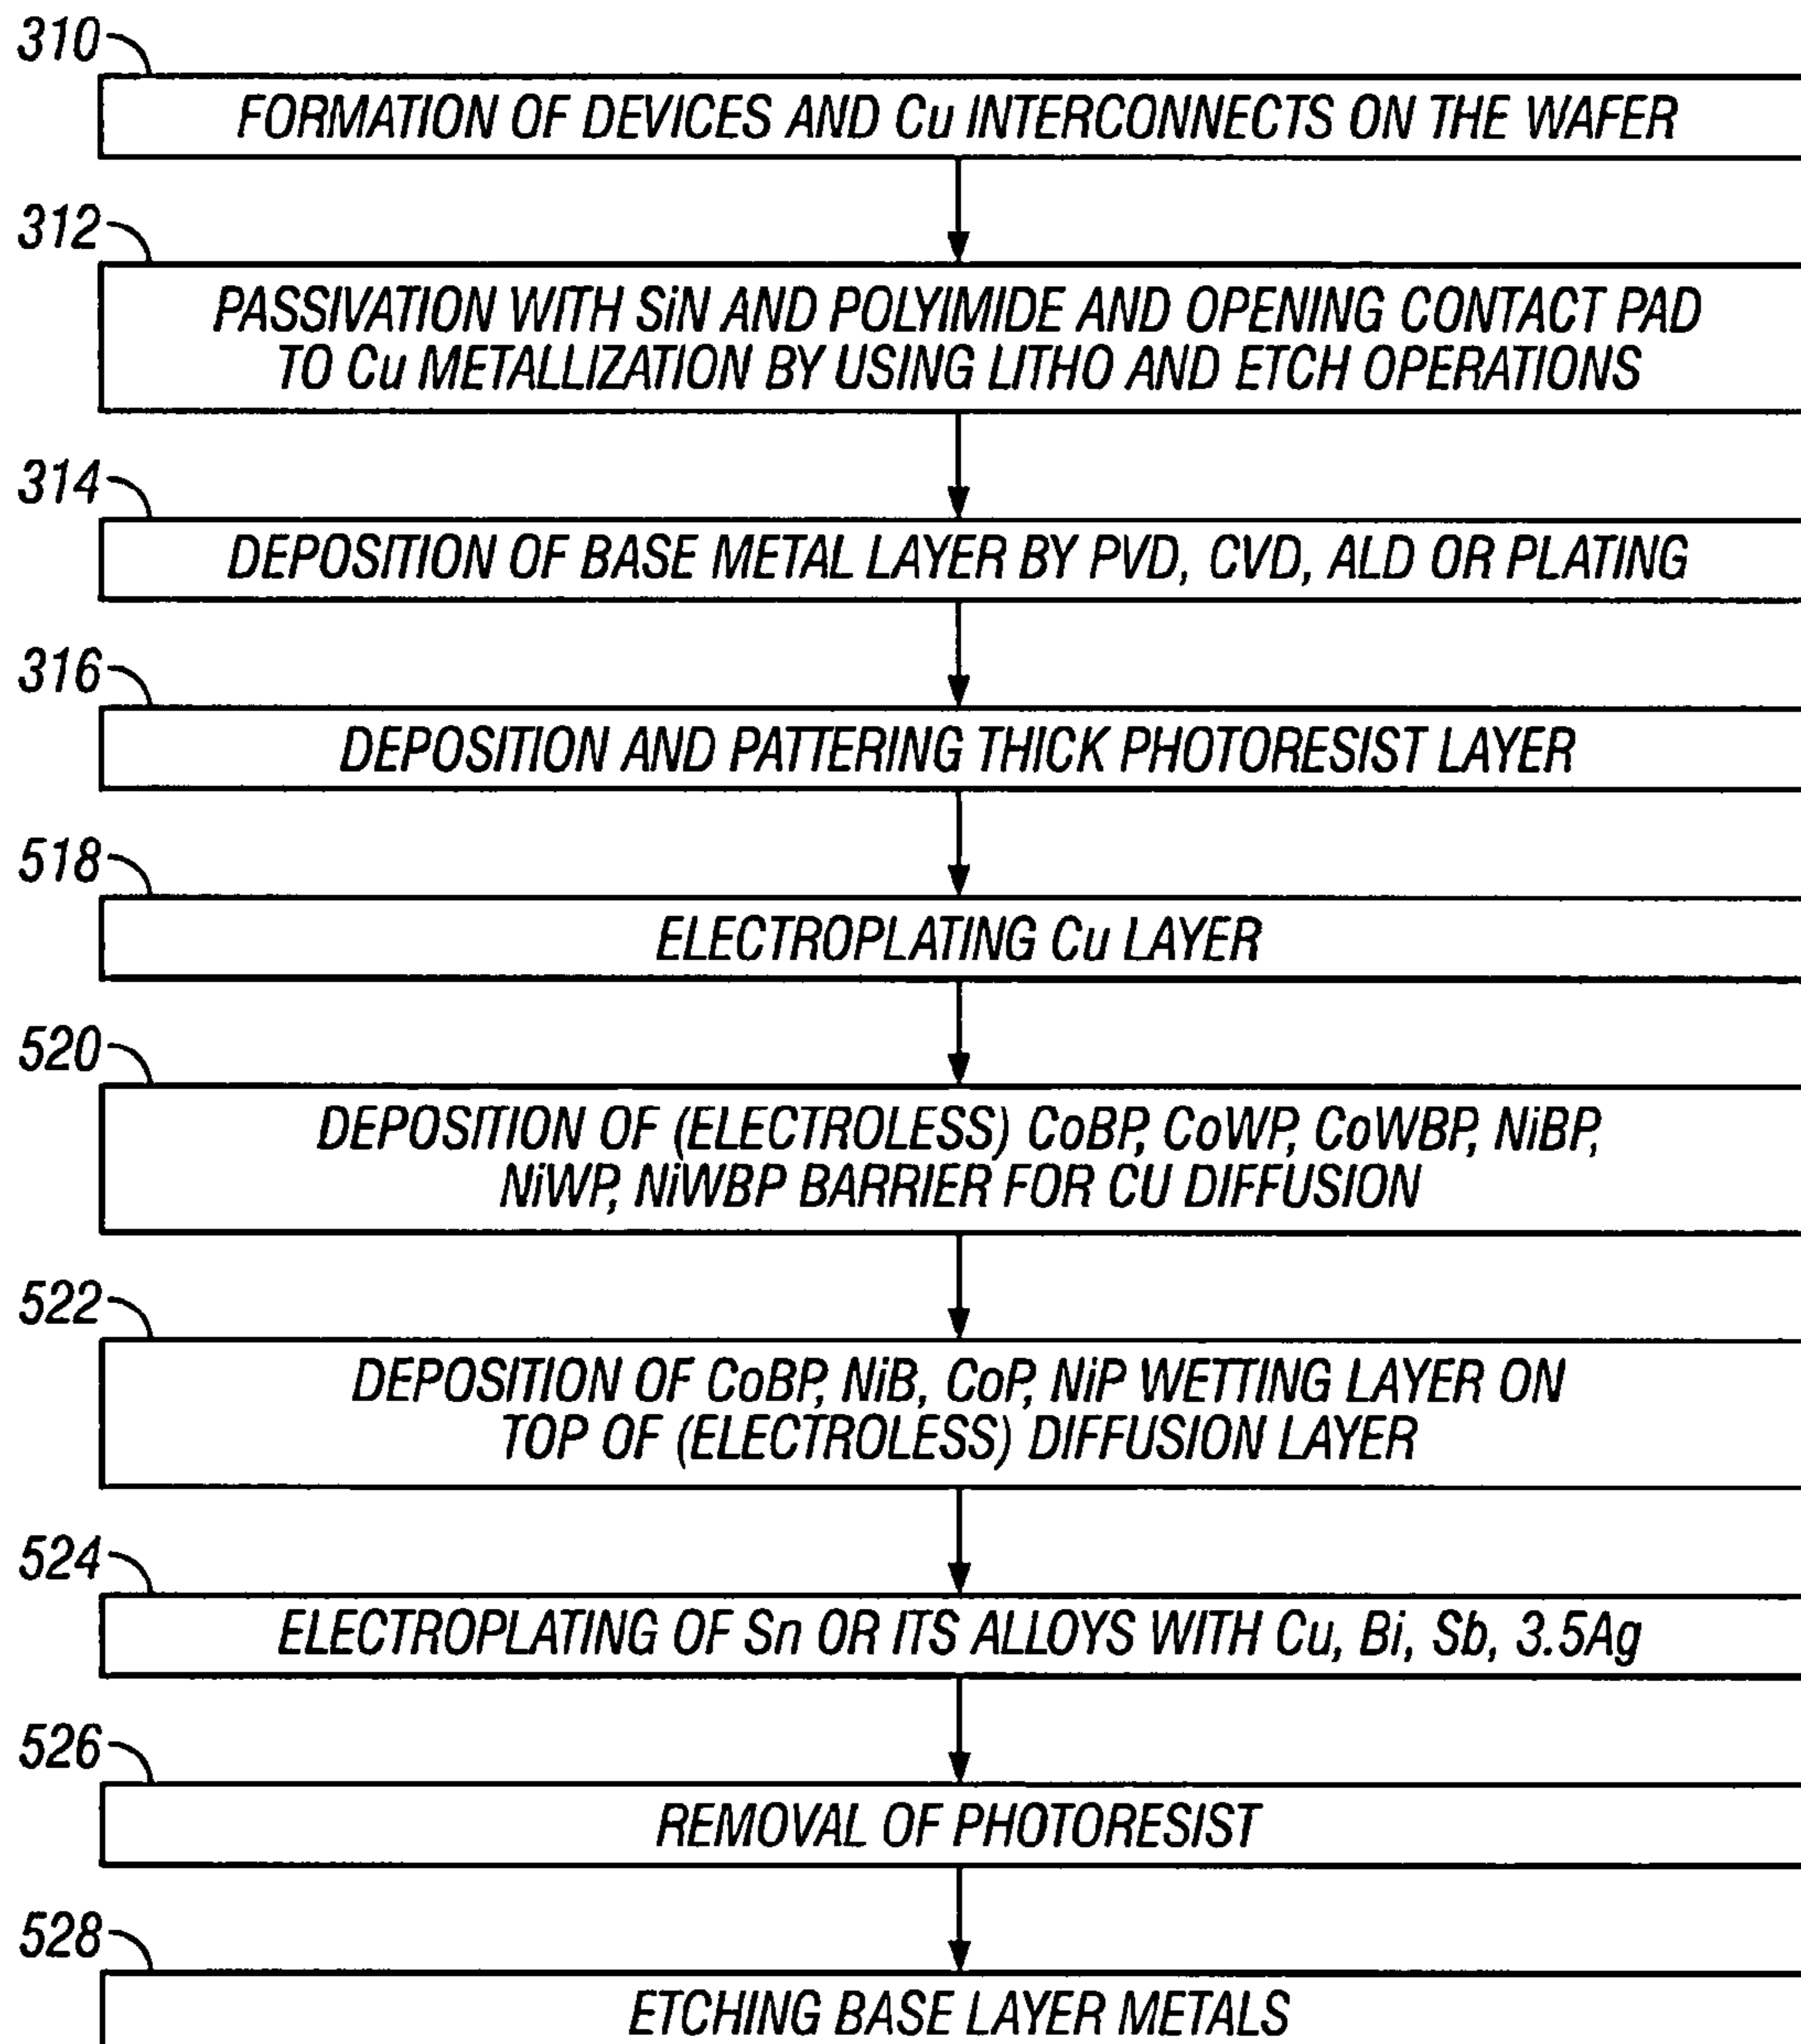 310
FORMATION OF DEVICES AND Cu INTERCONNECTS ON THE WAFER
312
PASSIVATION WITH SiN AND POLYIMIDE AND OPENING CONTACT PAD
TO Cu METALLIZATION BY USING LITHO AND ETCH OPERATIONS
314
DEPOSITION OF BASE METAL LAYER BY PVD, CVD, ALD OR PLATING
316
DEPOSITION AND PATTERING THICK PHOTORESIST LAYER
518
ELECTROPLATING Cu LAYER
520
DEPOSITION OF (ELECTROLESS) CoBP, CoWP, CoWBP, NiBP,
NiWP, NiWBP BARRIER FOR CU DIFFUSION
522
DEPOSITION OF CoBP, NiB, CoP, NiP WETTING LAYER ON
TOP OF (ELECTROLESS) DIFFUSION LAYER
524
ELECTROPLATING OF Sn OR ITS ALLOYS WITH Cu, Bi, Sb, 3.5Ag
526
REMOVAL OF PHOTORESIST
528
ETCHING BASE LAYER METALS